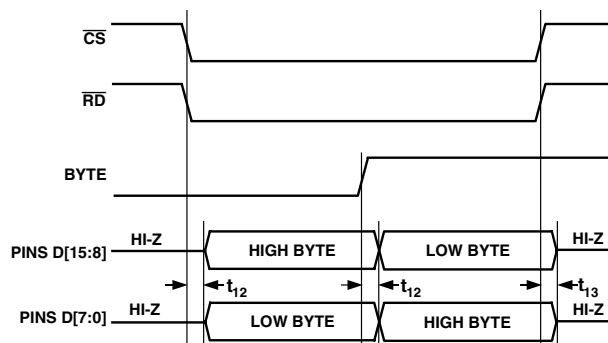 CS
RD
BYTE
PINS D[15:8] HI-Z HIGH BYTE LOW BYTE HI-Z
t12 t12 t13
PINS D[7:0] HI-Z LOW BYTE HIGH BYTE HI-Z